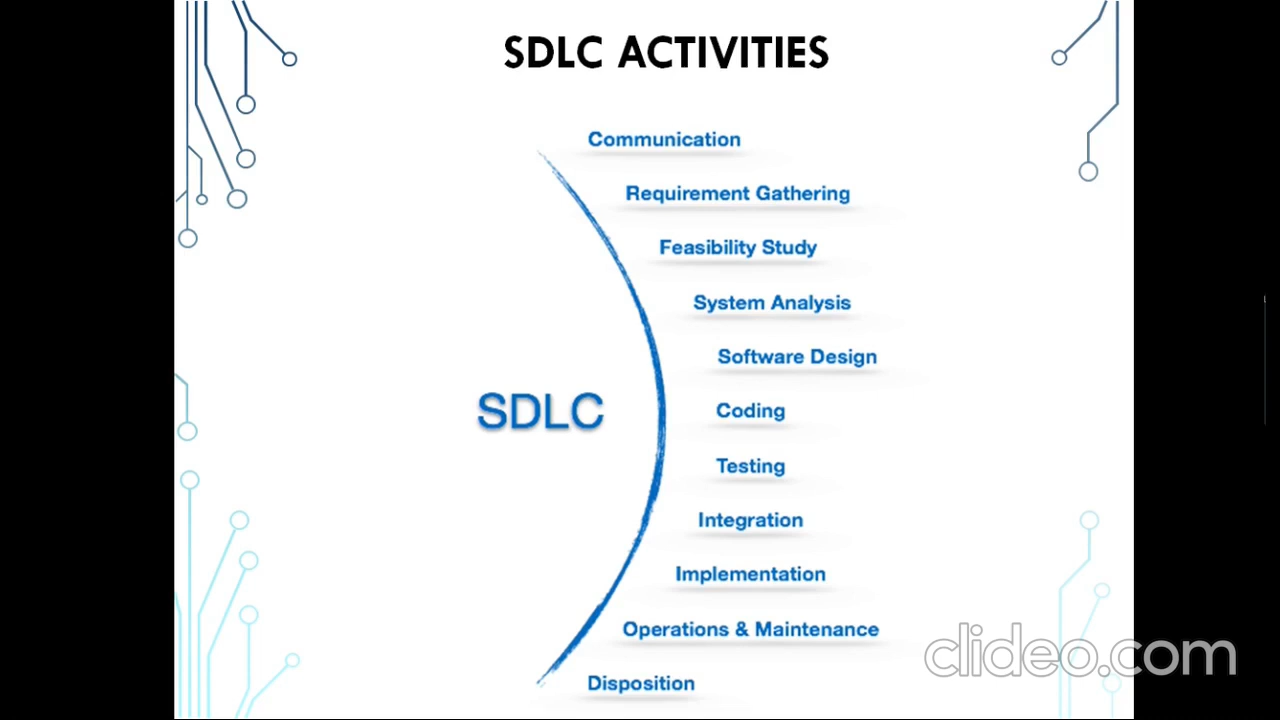 SDLC ACTIVITIES
Communication
Requirement Gathering
Feasibility Study
System Analysis
Software Design
SDLC
Coding
Testing
Integration
Implementation
Operations & Maintenance
Disposition
clideo.com